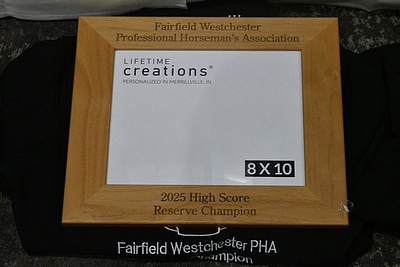 Fairfield Westchester
Professional Horseman's Association
LIFETIME
creations®
PERSONALIZED IN MERRILLVILLE, IN
8 X 10
2025 High Score
Reserve Champion
Fairfield Westchester PHA
Champion